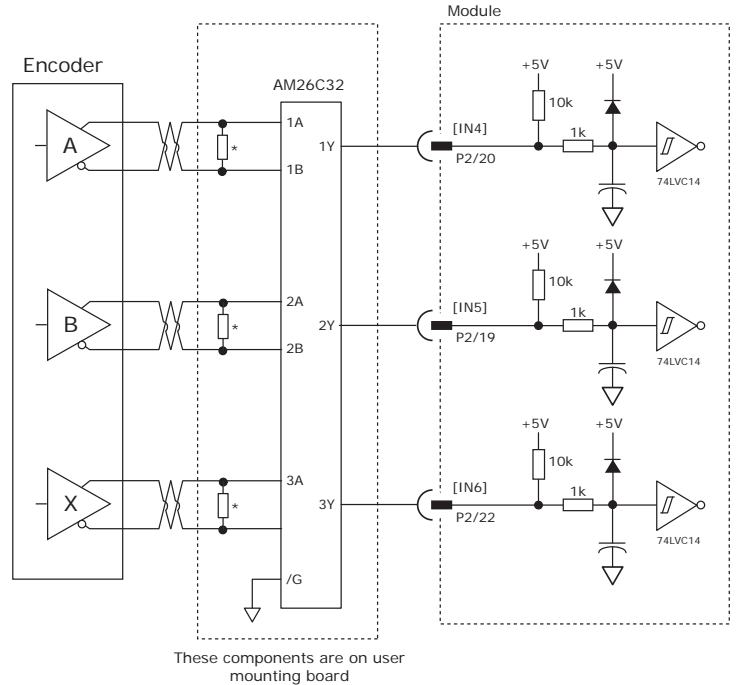 Module
Encoder
AM26C32
A
1A
1B
*
1Y
[IN4]
P2/20
+5V
10k
1k
+5V
74LVC14
B
2A
2B
*
2Y
[IN5]
P2/19
+5V
10k
1k
+5V
74LVC14
X
3A
*
3Y
[IN6]
P2/22
+5V
10k
1k
+5V
74LVC14
/G
These components are on user
mounting board